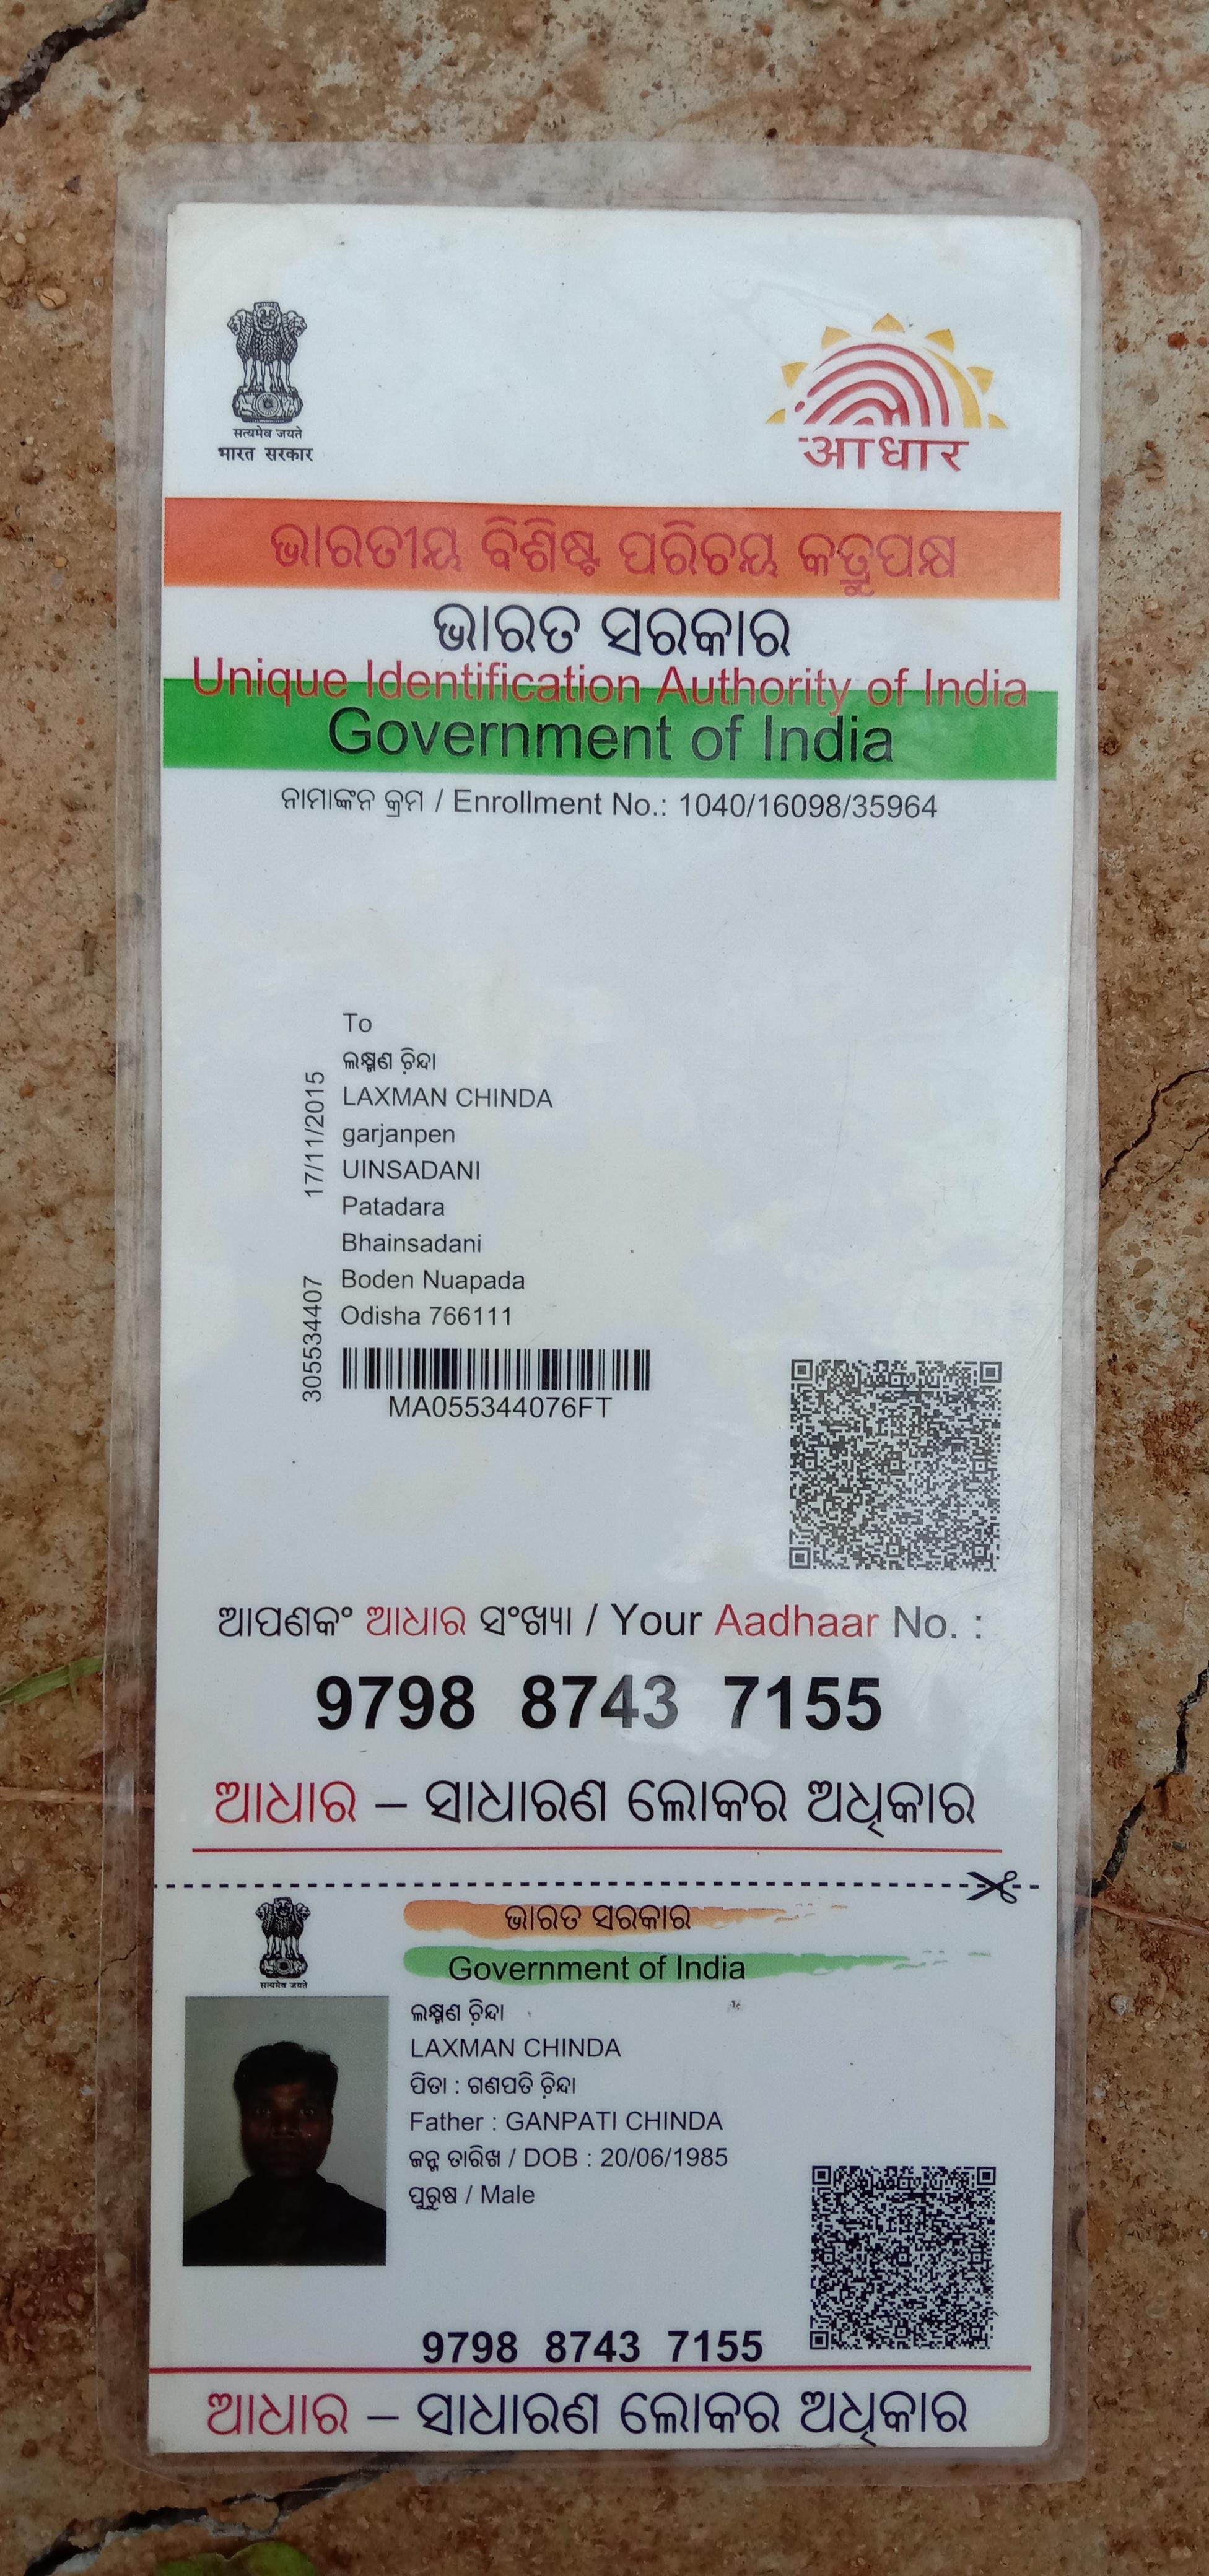 सत्यमेव जयते
भारत सरकार
आधार
ଭାରତୀୟ ବିଶିଷ୍ଟ ପରିଚୟ କତ୍ରୁପକ୍ଷ
ଭାରତ ସରକାର
Unique Identification Authority of India
Government of India
ନାମାଙ୍କନ କ୍ରମ / Enrollment No.: 1040/16098/35964
To
ଲକ୍ଷ୍ମଣ ଚ଼ିନ୍ଦା
LAXMAN CHINDA
garjanpen
UINSADANI
Patadara
Bhainsadani
Boden Nuapada
Odisha 766111
17/11/2015
305534407
MA055344076FT
ଆପଣକଂ ଆଧାର ସଂଖ୍ୟା / Your Aadhaar No. :
9798 8743 7155
ଆଧାର – ସାଧାରଣ ଲୋକର ଅଧିକାର
सत्यमेव जयते
ଭାରତ ସରକାର
Government of India
ଲକ୍ଷ୍ମଣ ଚ଼ିନ୍ଦା
LAXMAN CHINDA
ପିତା : ଗଣପତି ଚ଼ିନ୍ଦା
Father : GANPATI CHINDA
ଜନ୍ମ ତାରିଖ / DOB : 20/06/1985
ପୁରୁଷ / Male
9798 8743 7155
ଆଧାର – ସାଧାରଣ ଲୋକର ଅଧିକାର